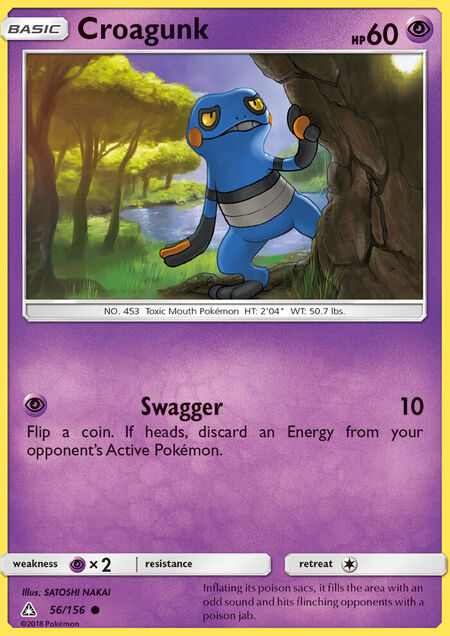 BASIC Croagunk HP60
NO. 453 Toxic Mouth Pokémon HT: 2'04" WT: 50.7 lbs.
Swagger 10
Flip a coin. If heads, discard an Energy from your
opponent's Active Pokémon.
weakness ×2 resistance retreat
Illus. SATOSHI NAKAI
56/156
©2018 Pokémon
Inflating its poison sacs, it fills the area with an
odd sound and hits flinching opponents with a
poison jab.